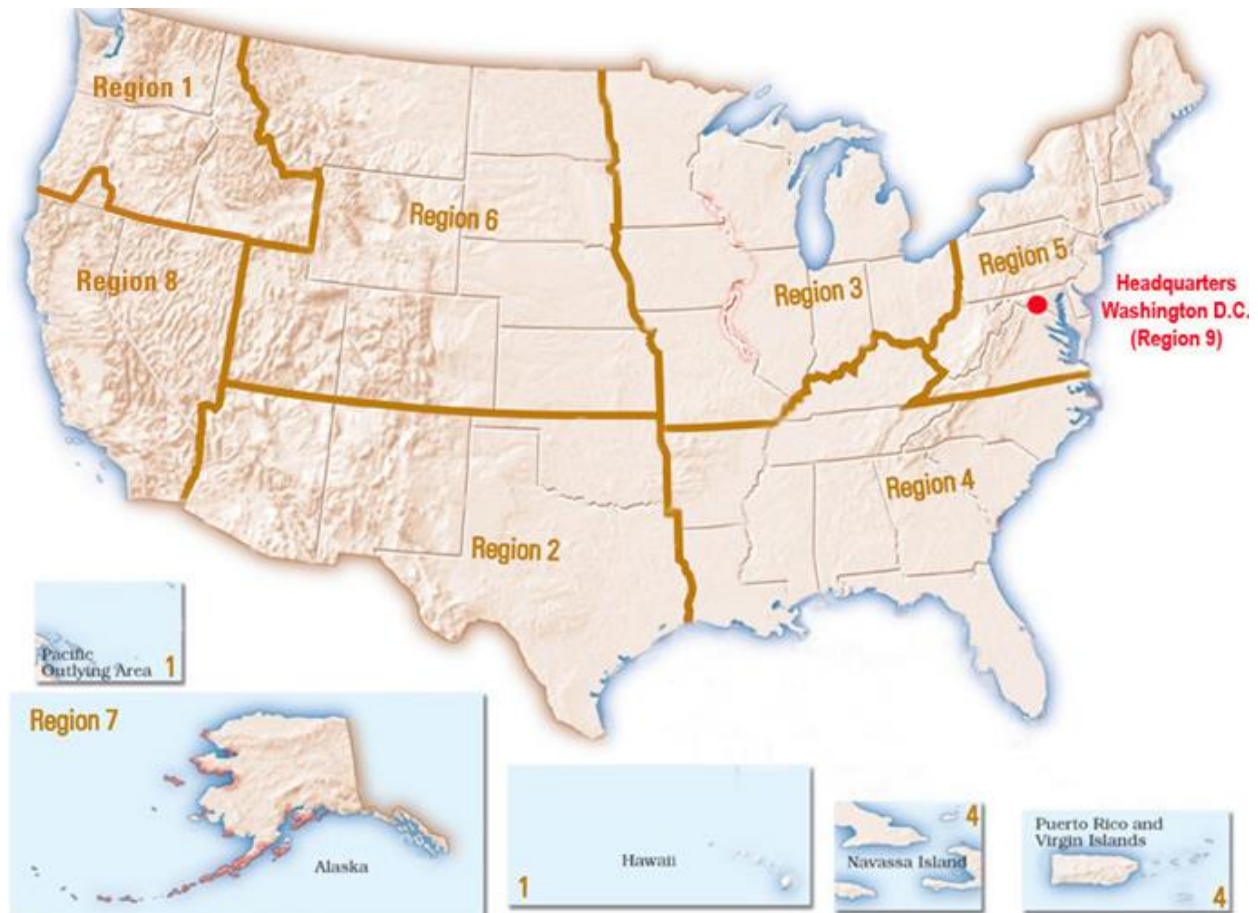 Region 1
Region 6
Region 8
Region 3
Region 5
Headquarters
Washington D.C.
(Region 9)
Region 4
Region 2
Pacific
Outlying Area
1
Region 7
Alaska
Hawaii
1
4
Navassa Island
Puerto Rico and
Virgin Islands
4